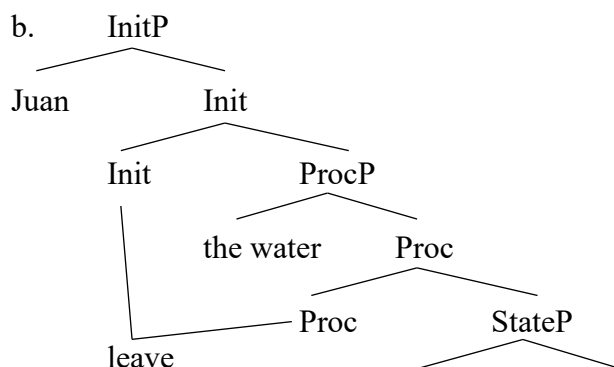 b. InitP
Juan Init
Init ProcP
the water Proc
Proc StateP
leave